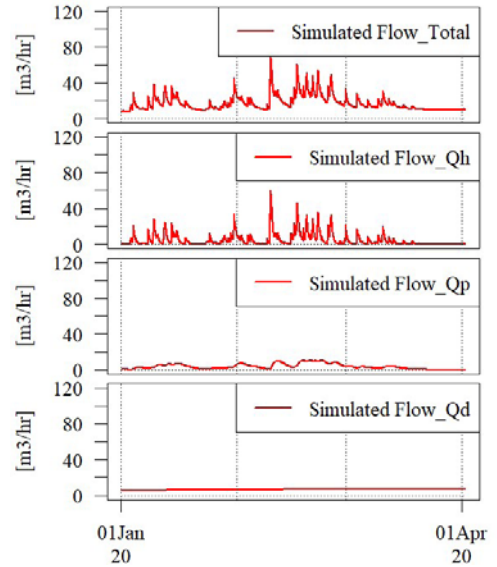 120
Simulated Flow_Total
[m3/hr]
80
40
0
120
Simulated Flow_Qh
[m3/hr]
80
40
0
120
Simulated Flow_Qp
[m3/hr]
80
40
0
120
Simulated Flow_Qd
[m3/hr]
80
40
0
01Jan
20
01Apr
20